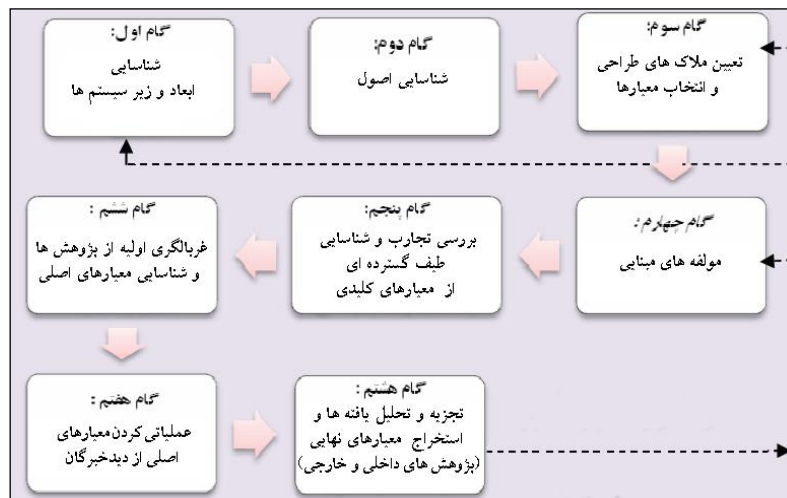 گام اول:
شناسایی
ابعاد و زیر سیستم ها
گام دوم:
شناسایی اصول
گام سوم:
تعیین ملاک های طراحی
و انتخاب معیارها
گام چهارم:
مولفه های مبنایی
گام پنجم:
بررسی تجارب و شناسایی
طیف گسترده ای
از معیارهای کلیدی
گام ششم :
غربالگری اولیه از پژوهش ها
و شناسایی معیارهای اصلی
گام هفتم :
عملیاتی کردن معیارهای
اصلی از دیدخبرگان
گام هشتم :
تجزیه و تحلیل یافته ها و
استخراج معیارهای نهایی
(پژوهش های داخلی و خارجی)